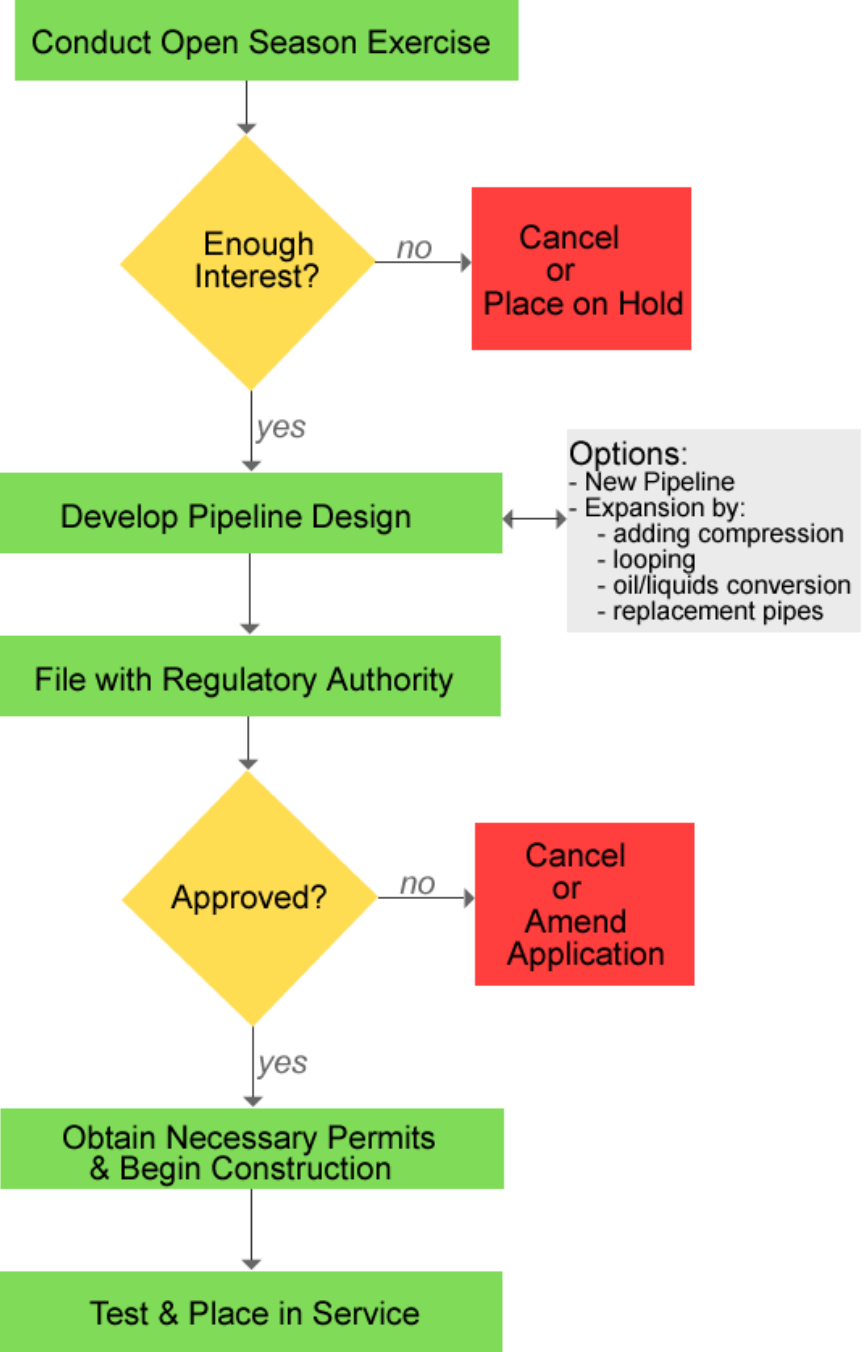 Conduct Open Season Exercise
Enough
Interest?
no
Cancel
or
Place on Hold
yes
Develop Pipeline Design
Options:
- New Pipeline
- Expansion by:
- adding compression
- looping
- oil/liquids conversion
- replacement pipes
File with Regulatory Authority
Approved?
no
Cancel
or
Amend
Application
yes
Obtain Necessary Permits
& Begin Construction
Test & Place in Service